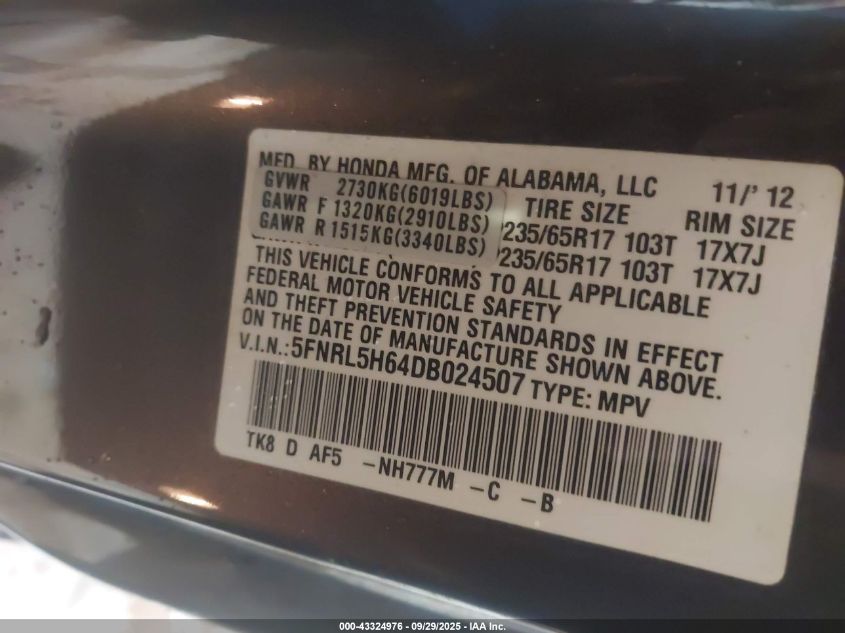 MFD. BY HONDA MFG. OF ALABAMA, LLC 11/' 12
GVWR 2730KG(6019LBS) TIRE SIZE RIM SIZE
GAWR F 1320KG(2910LBS) 235/65R17 103T 17X7J
GAWR R 1515KG(3340LBS) 235/65R17 103T 17X7J
THIS VEHICLE CONFORMS TO ALL APPLICABLE
FEDERAL MOTOR VEHICLE SAFETY
AND THEFT PREVENTION STANDARDS IN EFFECT
ON THE DATE OF MANUFACTURE SHOWN ABOVE.
V.I.N.: 5FNRL5H64DB024507 TYPE: MPV
TK8 D AF5 -NH777M -C -B
000-43324976 - 09/29/2025 - IAA Inc.